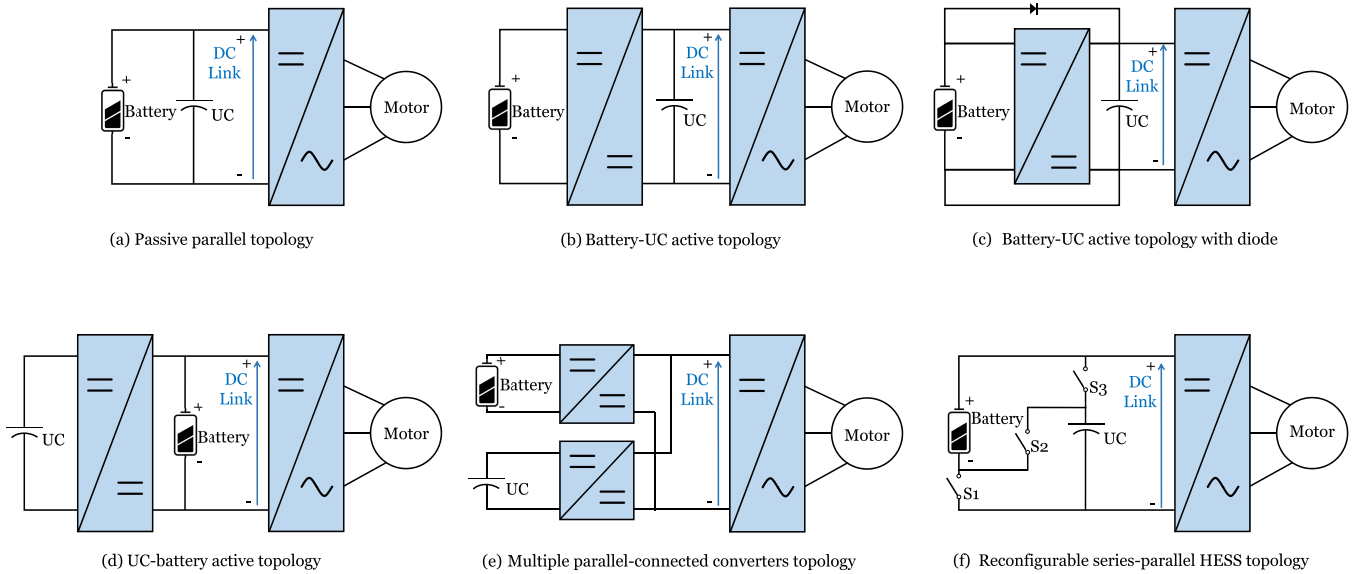 +
DC
Link
+
Battery
UC
-
-
Motor
(a) Passive parallel topology
+
Battery
-
UC
+
DC
Link
-
Motor
(b) Battery-UC active topology
+
Battery
-
UC
+
DC
Link
-
Motor
(c) Battery-UC active topology with diode
UC
+
Battery
-
+
DC
Link
-
Motor
(d) UC-battery active topology
+
Battery
-
UC
+
DC
Link
-
Motor
(e) Multiple parallel-connected converters topology
+
Battery
-
S1
S2
S3
UC
+
DC
Link
-
Motor
(f) Reconfigurable series-parallel HESS topology